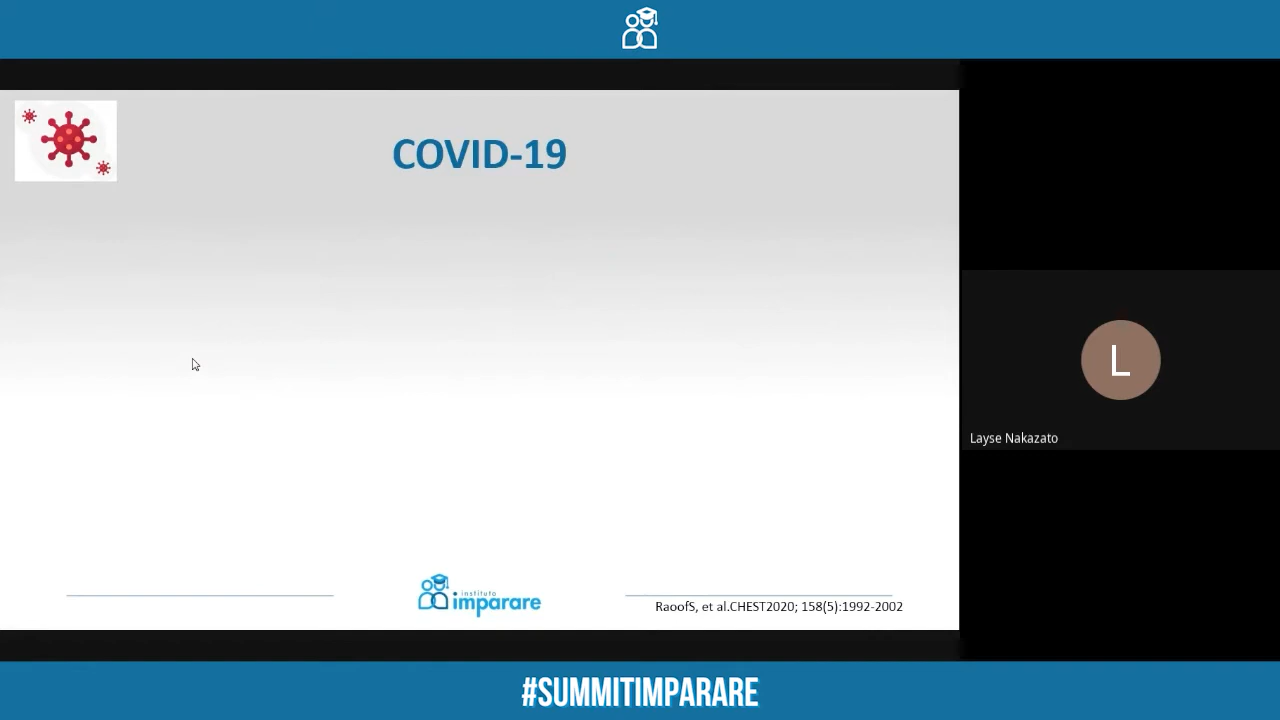 COVID-19
L
Layse Nakazato
instituto
imparare
RaoofS, et al.CHEST2020; 158(5):1992-2002
#SUMMITIMPARARE